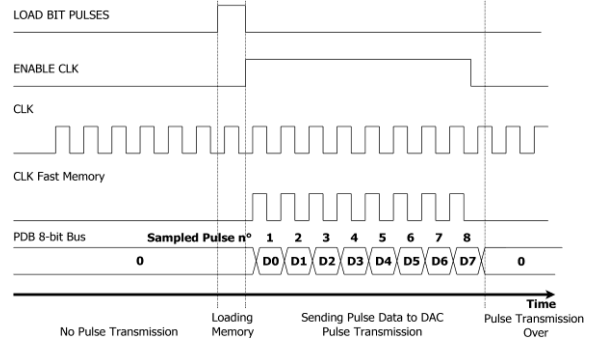 LOAD BIT PULSES
ENABLE CLK
CLK
CLK Fast Memory
PDB 8-bit Bus Sampled Pulse nº 1 2 3 4 5 6 7 8
0 D0 D1 D2 D3 D4 D5 D6 D7 0
Time
No Pulse Transmission
Loading
Memory
Sending Pulse Data to DAC
Pulse Transmission
Pulse Transmission
Over